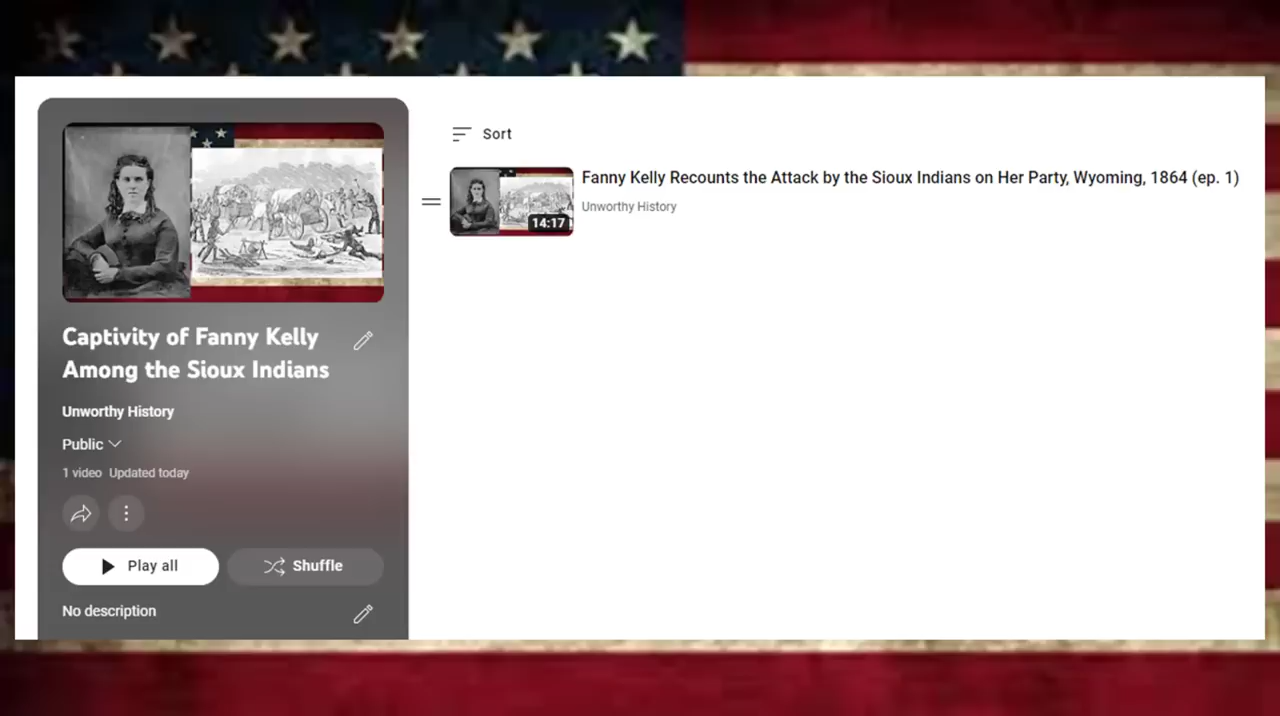 Sort
Fanny Kelly Recounts the Attack by the Sioux Indians on Her Party, Wyoming, 1864 (ep. 1)
Unworthy History
14:17
Captivity of Fanny Kelly
Among the Sioux Indians
Unworthy History
Public
1 video Updated today
Play all
Shuffle
No description